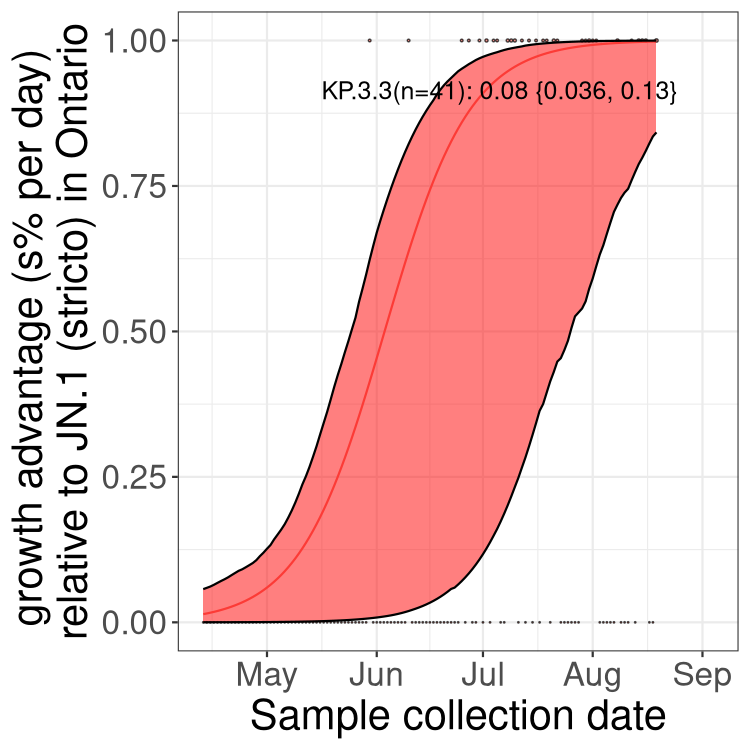 growth advantage (s% per day)
relative to JN.1 (stricto) in Ontario
1.00
0.75
0.50
0.25
0.00
KP.3.3(n=41): 0.08 {0.036, 0.13}
May Jun Jul Aug Sep
Sample collection date